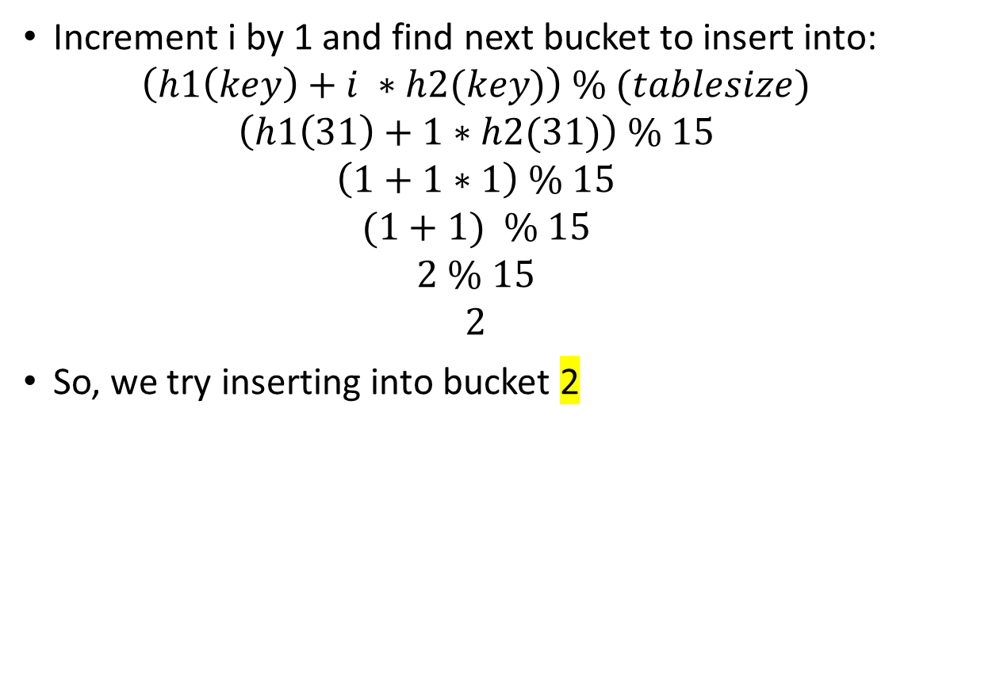 • Increment i by 1 and find next bucket to insert into:
(h1(key) + i ∗ h2(key)) % (tablesize)
(h1(31) + 1 ∗ h2(31)) % 15
(1 + 1 ∗ 1) % 15
(1 + 1) % 15
2 % 15
2
• So, we try inserting into bucket 2